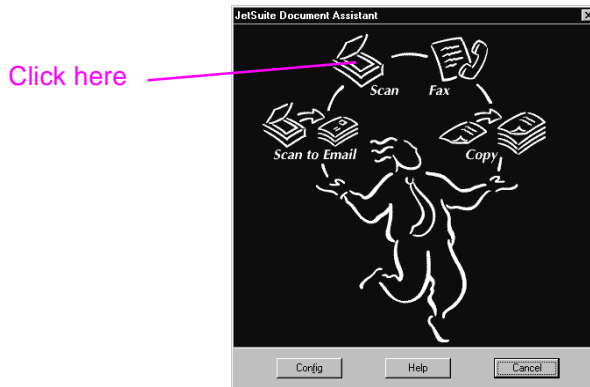 JetSuite Document Assistant
Click here
Scan Fax
Scan to Email Copy
Config Help Cancel